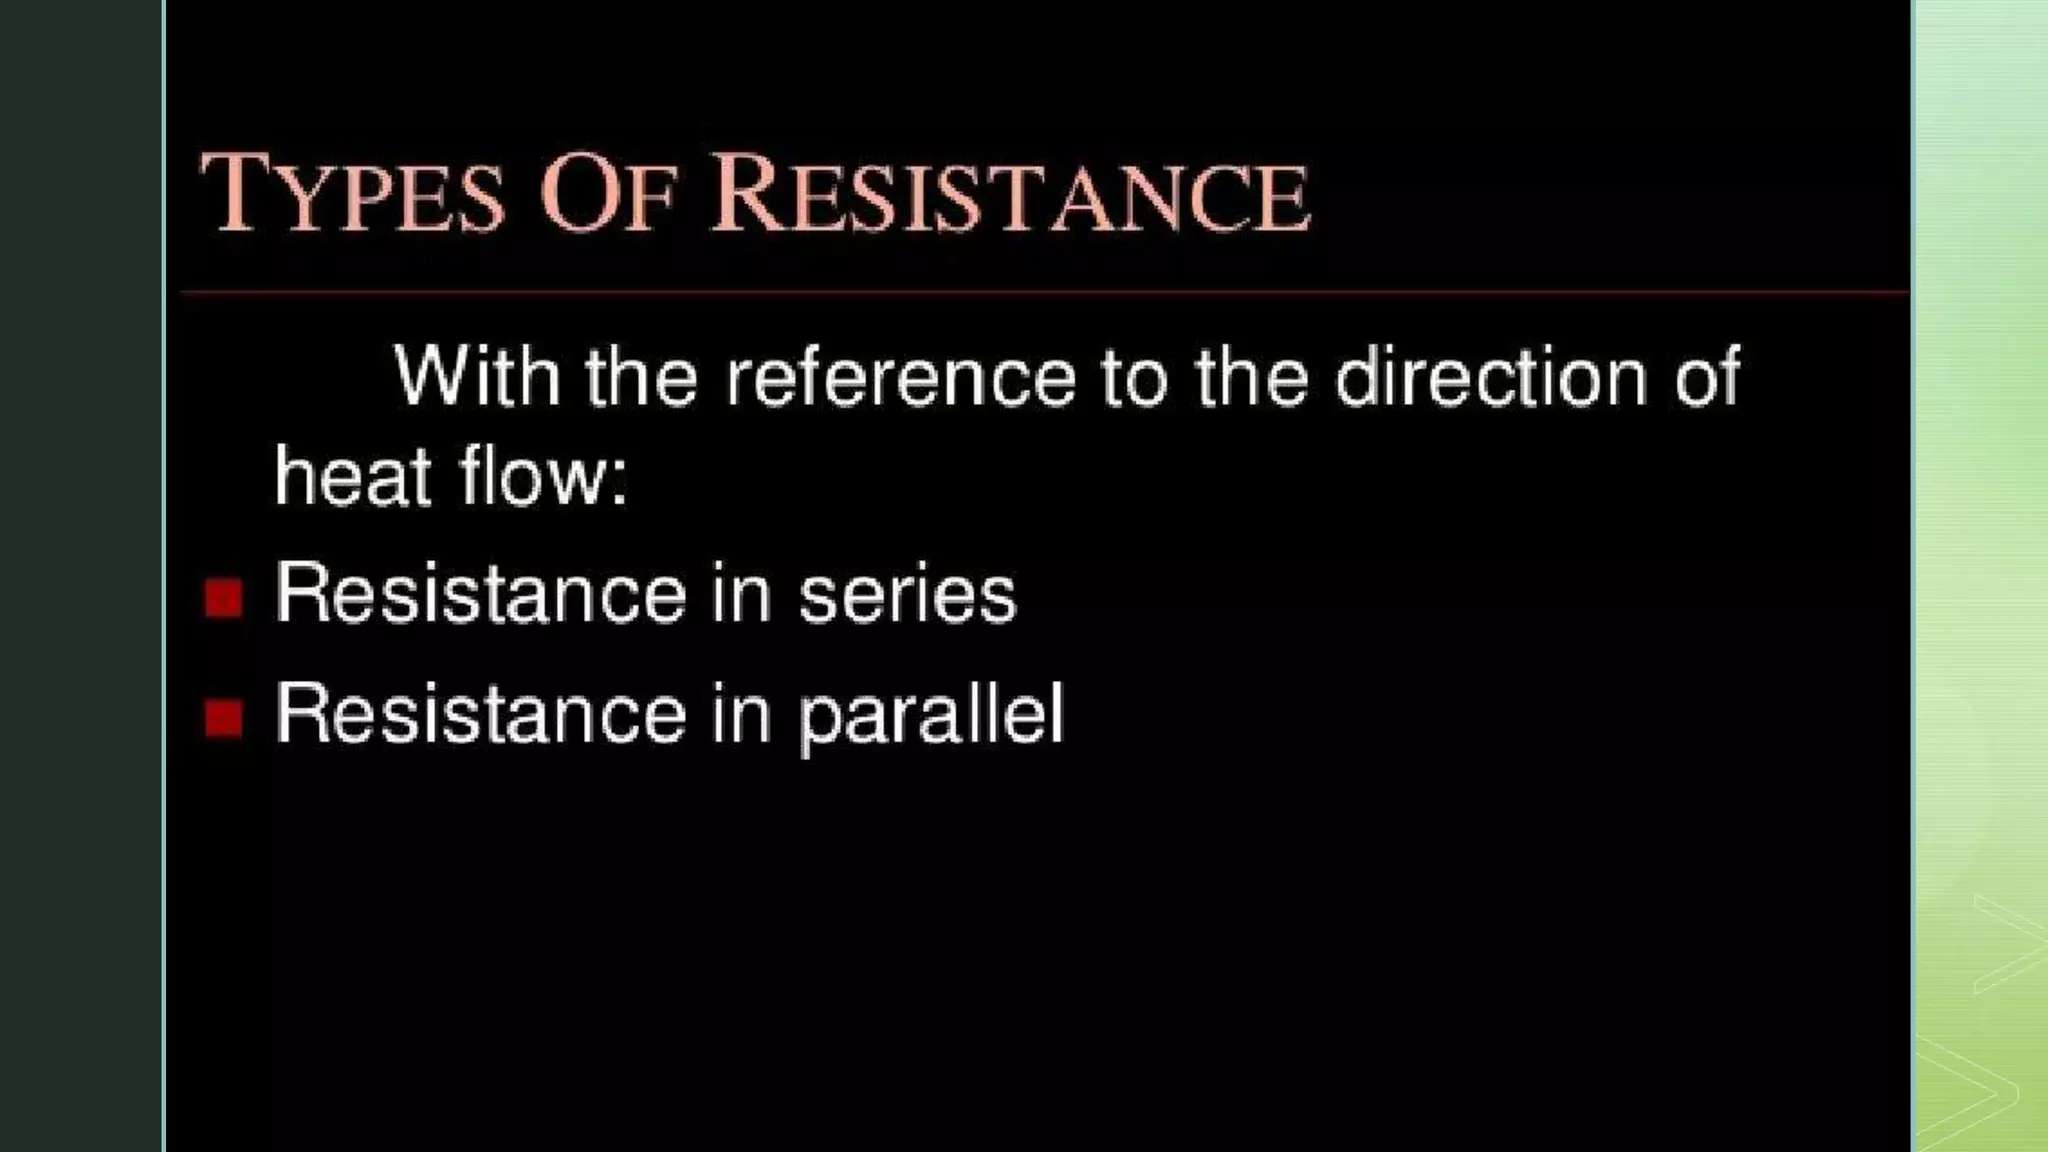 TYPES OF RESISTANCE
With the reference to the direction of
heat flow:
Resistance in series
Resistance in parallel